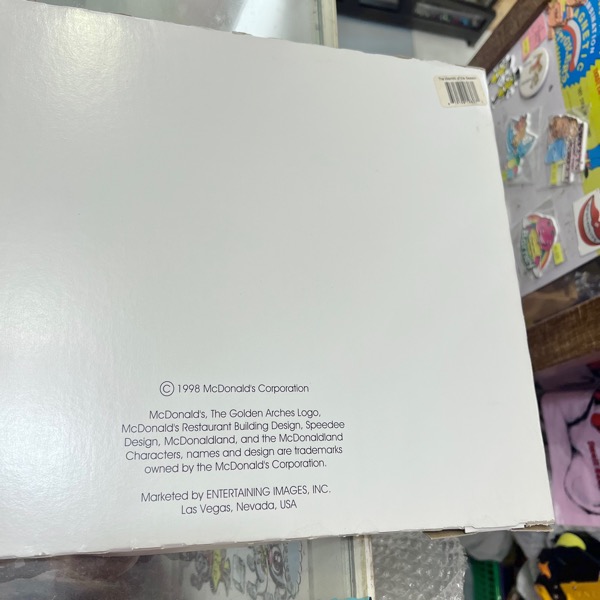 © 1998 McDonald's Corporation
McDonald's, The Golden Arches Logo,
McDonald's Restaurant Building Design, Speedee
Design, McDonaldland, and the McDonaldland
Characters, names and design are trademarks
owned by the McDonald's Corporation.
Marketed by ENTERTAINING IMAGES, INC.
Las Vegas, Nevada, USA